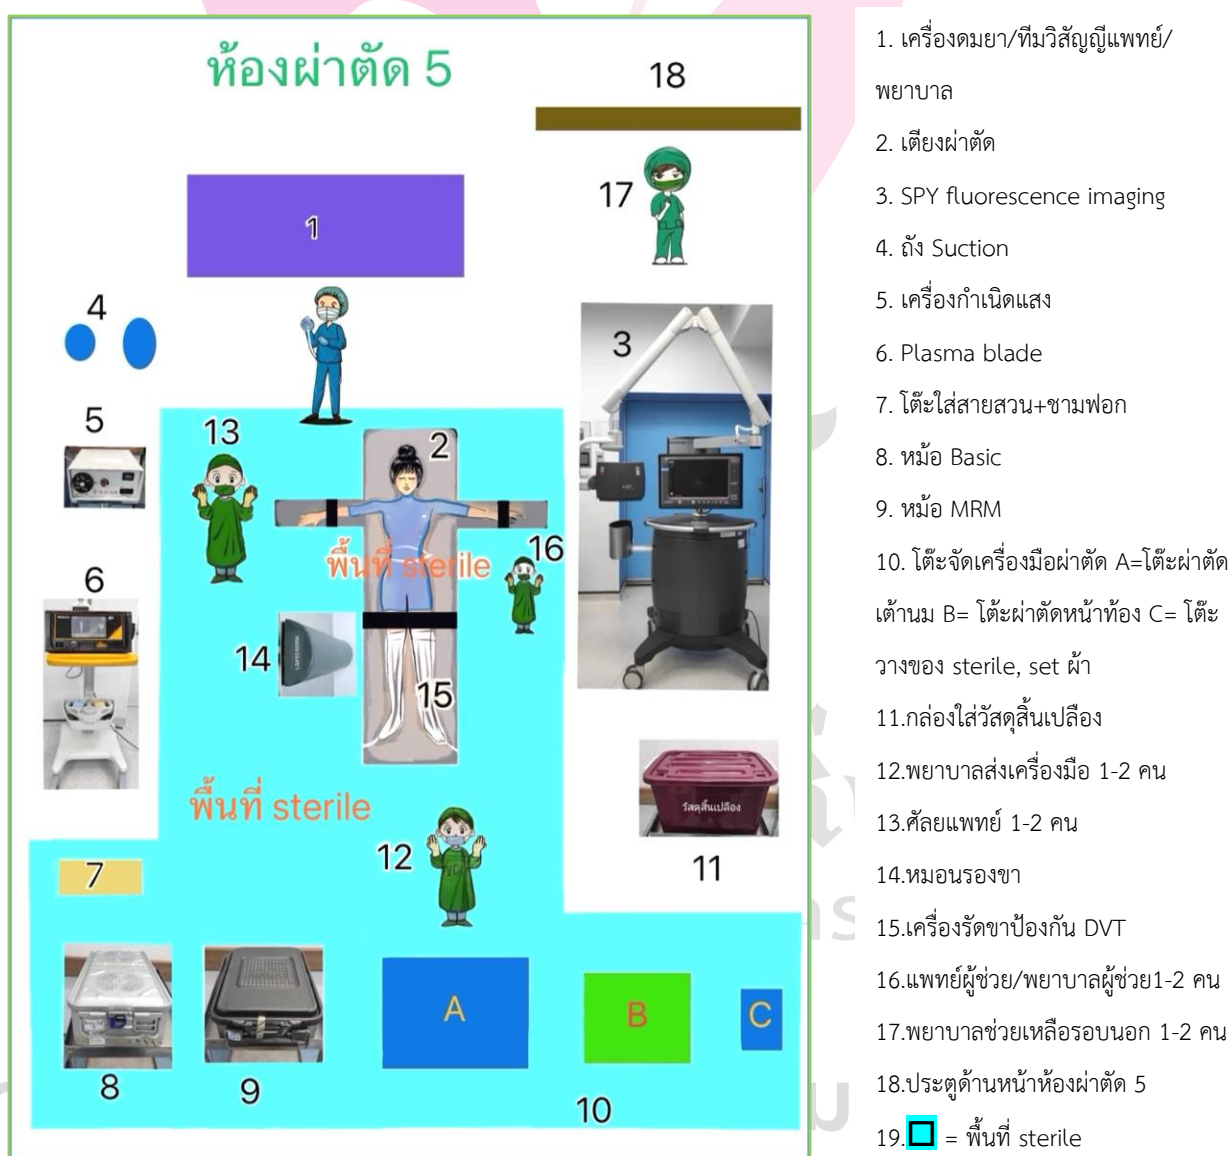 ห้องผ่าตัด 5
18
17
1
4
3
5
13
2
16
พื้นที่ sterile
6
14
15
พื้นที่ sterile
วัสดุสิ้นเปลือง
12
11
7
A
B
C
8
9
10
1. เครื่องดมยา/ทีมวิสัญญีแพทย์/
พยาบาล
2. เตียงผ่าตัด
3. SPY fluorescence imaging
4. ถัง Suction
5. เครื่องกำเนิดแสง
6. Plasma blade
7. โต๊ะใส่สายสวน+ชามฟอก
8. หม้อ Basic
9. หม้อ MRM
10. โต๊ะจัดเครื่องมือผ่าตัด A=โต๊ะผ่าตัด
เต้านม B= โต้ะผ่าตัดหน้าท้อง C= โต๊ะ
วางของ sterile, set ผ้า
11.กล่องใส่วัสดุสิ้นเปลือง
12.พยาบาลส่งเครื่องมือ 1-2 คน
13.ศัลยแพทย์ 1-2 คน
14.หมอนรองขา
15.เครื่องรัดขาป้องกัน DVT
16.แพทย์ผู้ช่วย/พยาบาลผู้ช่วย1-2 คน
17.พยาบาลช่วยเหลือรอบนอก 1-2 คน
18.ประตูด้านหน้าห้องผ่าตัด 5
19. = พื้นที่ sterile